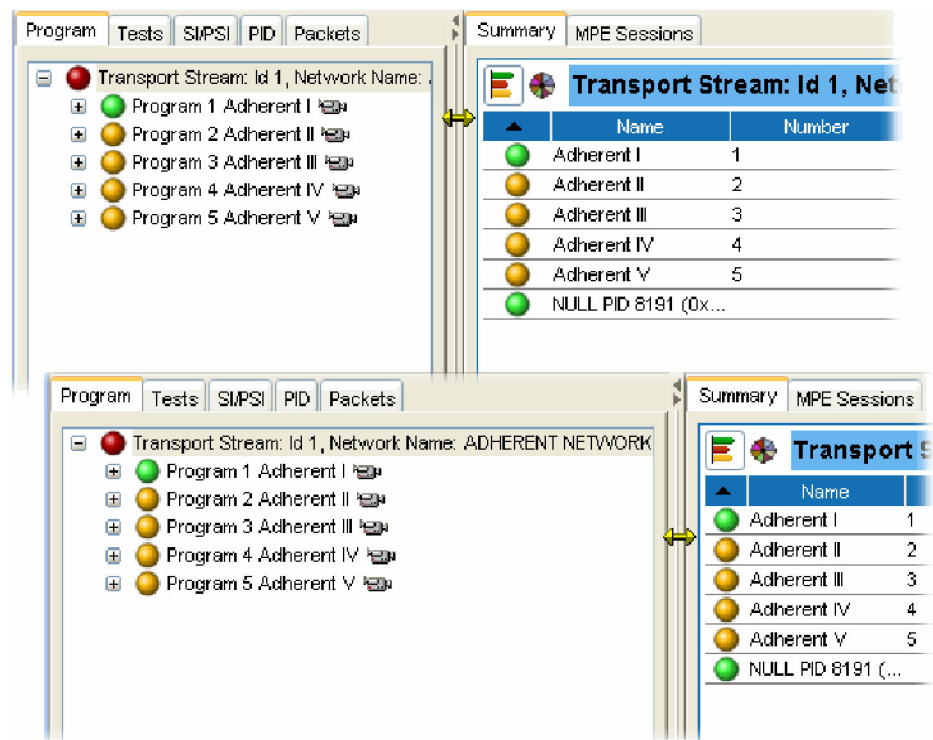 Program Tests SI/PSI PID Packets
Transport Stream: Id 1, Network Name: .
Program 1 Adherent I
Program 2 Adherent II
Program 3 Adherent III
Program 4 Adherent IV
Program 5 Adherent V
Summary MPE Sessions
Transport Stream: Id 1, Net
Name Number
Adherent I 1
Adherent II 2
Adherent III 3
Adherent IV 4
Adherent V 5
NULL PID 8191 (0x...
Program Tests SI/PSI PID Packets
Transport Stream: Id 1, Network Name: ADHERENT NETWORK
Program 1 Adherent I
Program 2 Adherent II
Program 3 Adherent III
Program 4 Adherent IV
Program 5 Adherent V
Summary MPE Sessions
Transport S
Name
Adherent I 1
Adherent II 2
Adherent III 3
Adherent IV 4
Adherent V 5
NULL PID 8191 (...